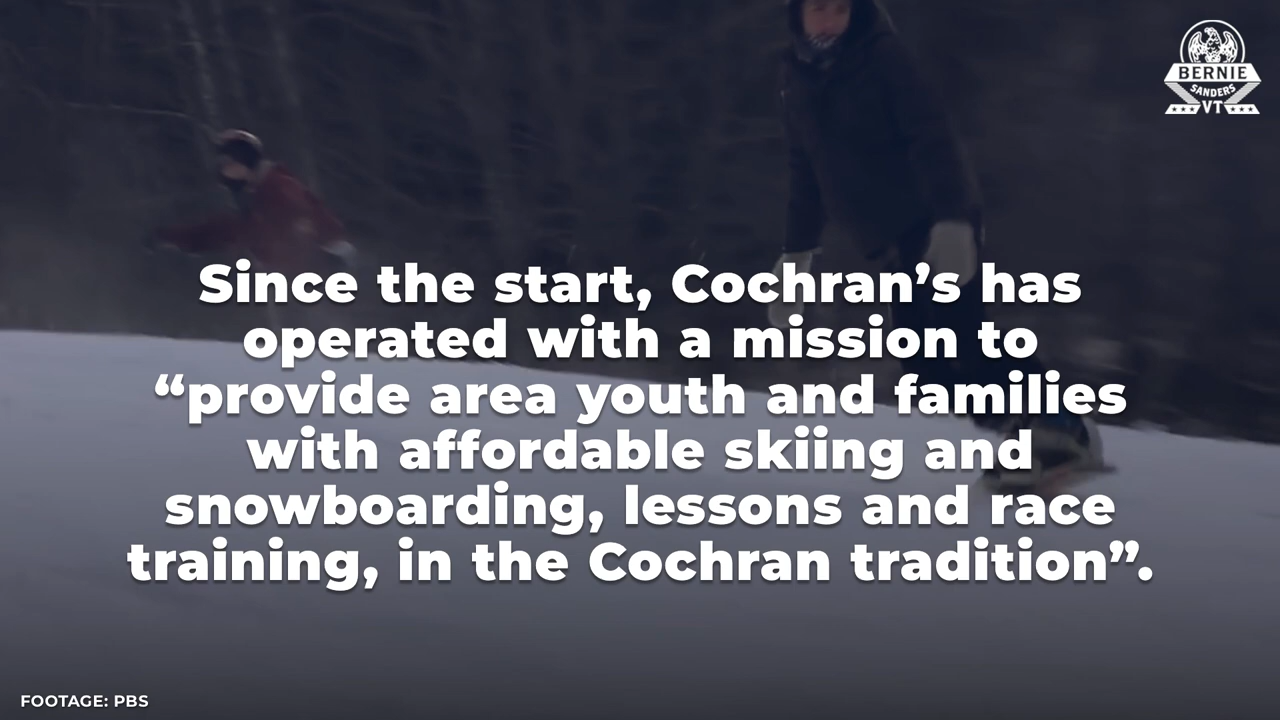 BERNIE
SANDERS
VT
Since the start, Cochran’s has
operated with a mission to
“provide area youth and families
with affordable skiing and
snowboarding, lessons and race
training, in the Cochran tradition”.
FOOTAGE: PBS